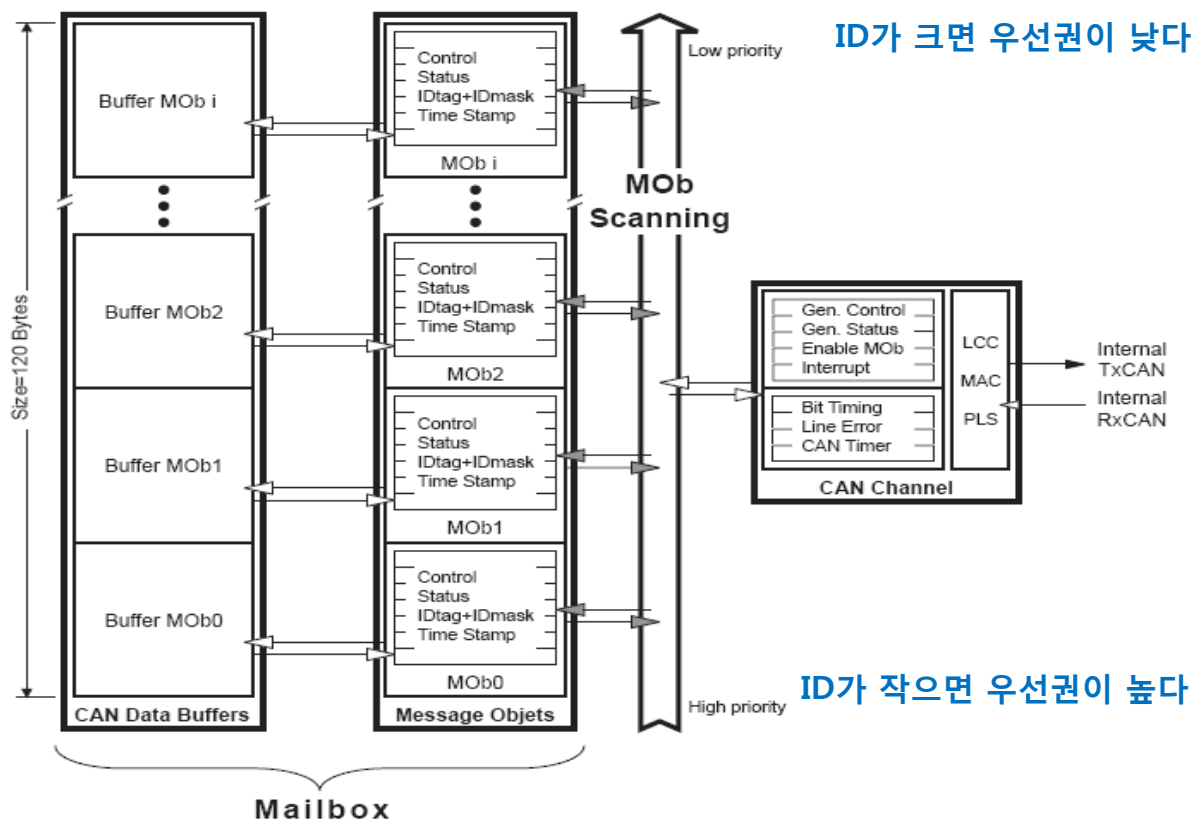 ID가 크면 우선권이 낮다
Low priority
Size=120 Bytes
Buffer MOb i
Control
Status
IDtag+IDmask
Time Stamp
MOb i
MOb
Scanning
Buffer MOb2
Control
Status
IDtag+IDmask
Time Stamp
MOb2
Buffer MOb1
Control
Status
IDtag+IDmask
Time Stamp
MOb1
Buffer MOb0
Control
Status
IDtag+IDmask
Time Stamp
MOb0
CAN Data Buffers
Message Objets
Mailbox
Gen. Control
Gen. Status
Enable MOb
Interrupt
Bit Timing
Line Error
CAN Timer
LCC
MAC
PLS
CAN Channel
Internal
TxCAN
Internal
RxCAN
ID가 작으면 우선권이 높다
High priority